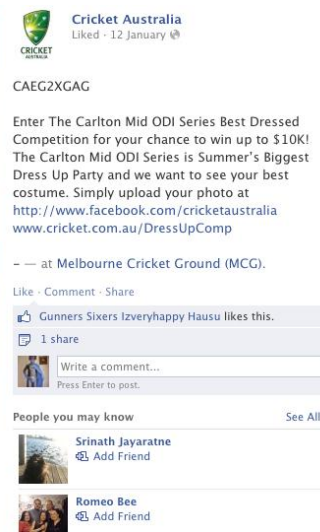 Cricket Australia
Liked · 12 January
CRICKET
AUSTRALIA
CAEG2XGAG
Enter The Carlton Mid ODI Series Best Dressed
Competition for your chance to win up to $10K!
The Carlton Mid ODI Series is Summer's Biggest
Dress Up Party and we want to see your best
costume. Simply upload your photo at
http://www.facebook.com/cricketaustralia
www.cricket.com.au/DressUpComp
– — at Melbourne Cricket Ground (MCG).
Like · Comment · Share
Gunners Sixers Izveryhappy Hausu likes this.
1 share
Write a comment...
Press Enter to post.
People you may know
See All
Srinath Jayaratne
Add Friend
Romeo Bee
Add Friend